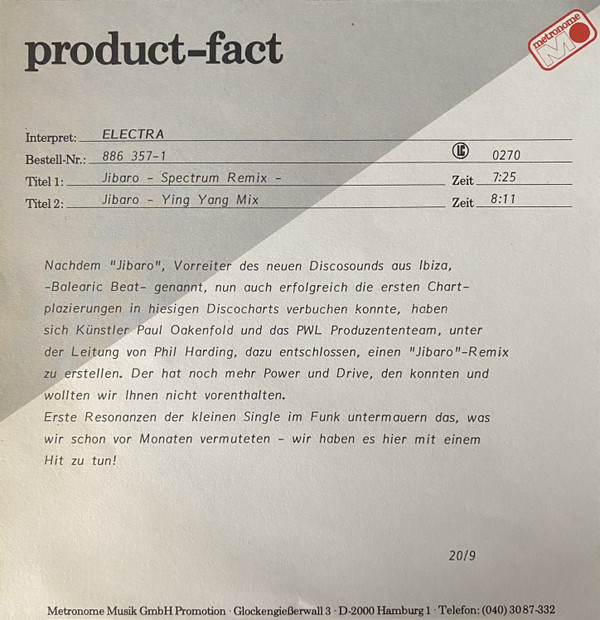 product-fact
metronome
Interpret: ELECTRA
Bestell-Nr.: 886 357-1 LC 0270
Titel 1: Jibaro - Spectrum Remix - Zeit 7:25
Titel 2: Jibaro - Ying Yang Mix Zeit 8:11
Nachdem "Jibaro", Vorreiter des neuen Discosounds aus Ibiza,
-Balearic Beat- genannt, nun auch erfolgreich die ersten Chart-
plazierungen in hiesigen Discocharts verbuchen konnte, haben
sich Künstler Paul Oakenfold und das PWL Produzententeam, unter
der Leitung von Phil Harding, dazu entschlossen, einen "Jibaro"-Remix
zu erstellen. Der hat noch mehr Power und Drive, den konnten und
wollten wir Ihnen nicht vorenthalten.
Erste Resonanzen der kleinen Single im Funk untermauern das, was
wir schon vor Monaten vermuteten - wir haben es hier mit einem
Hit zu tun!
20/9
Metronome Musik GmbH Promotion · Glockengießerwall 3 · D-2000 Hamburg 1 · Telefon: (040) 30 87-332